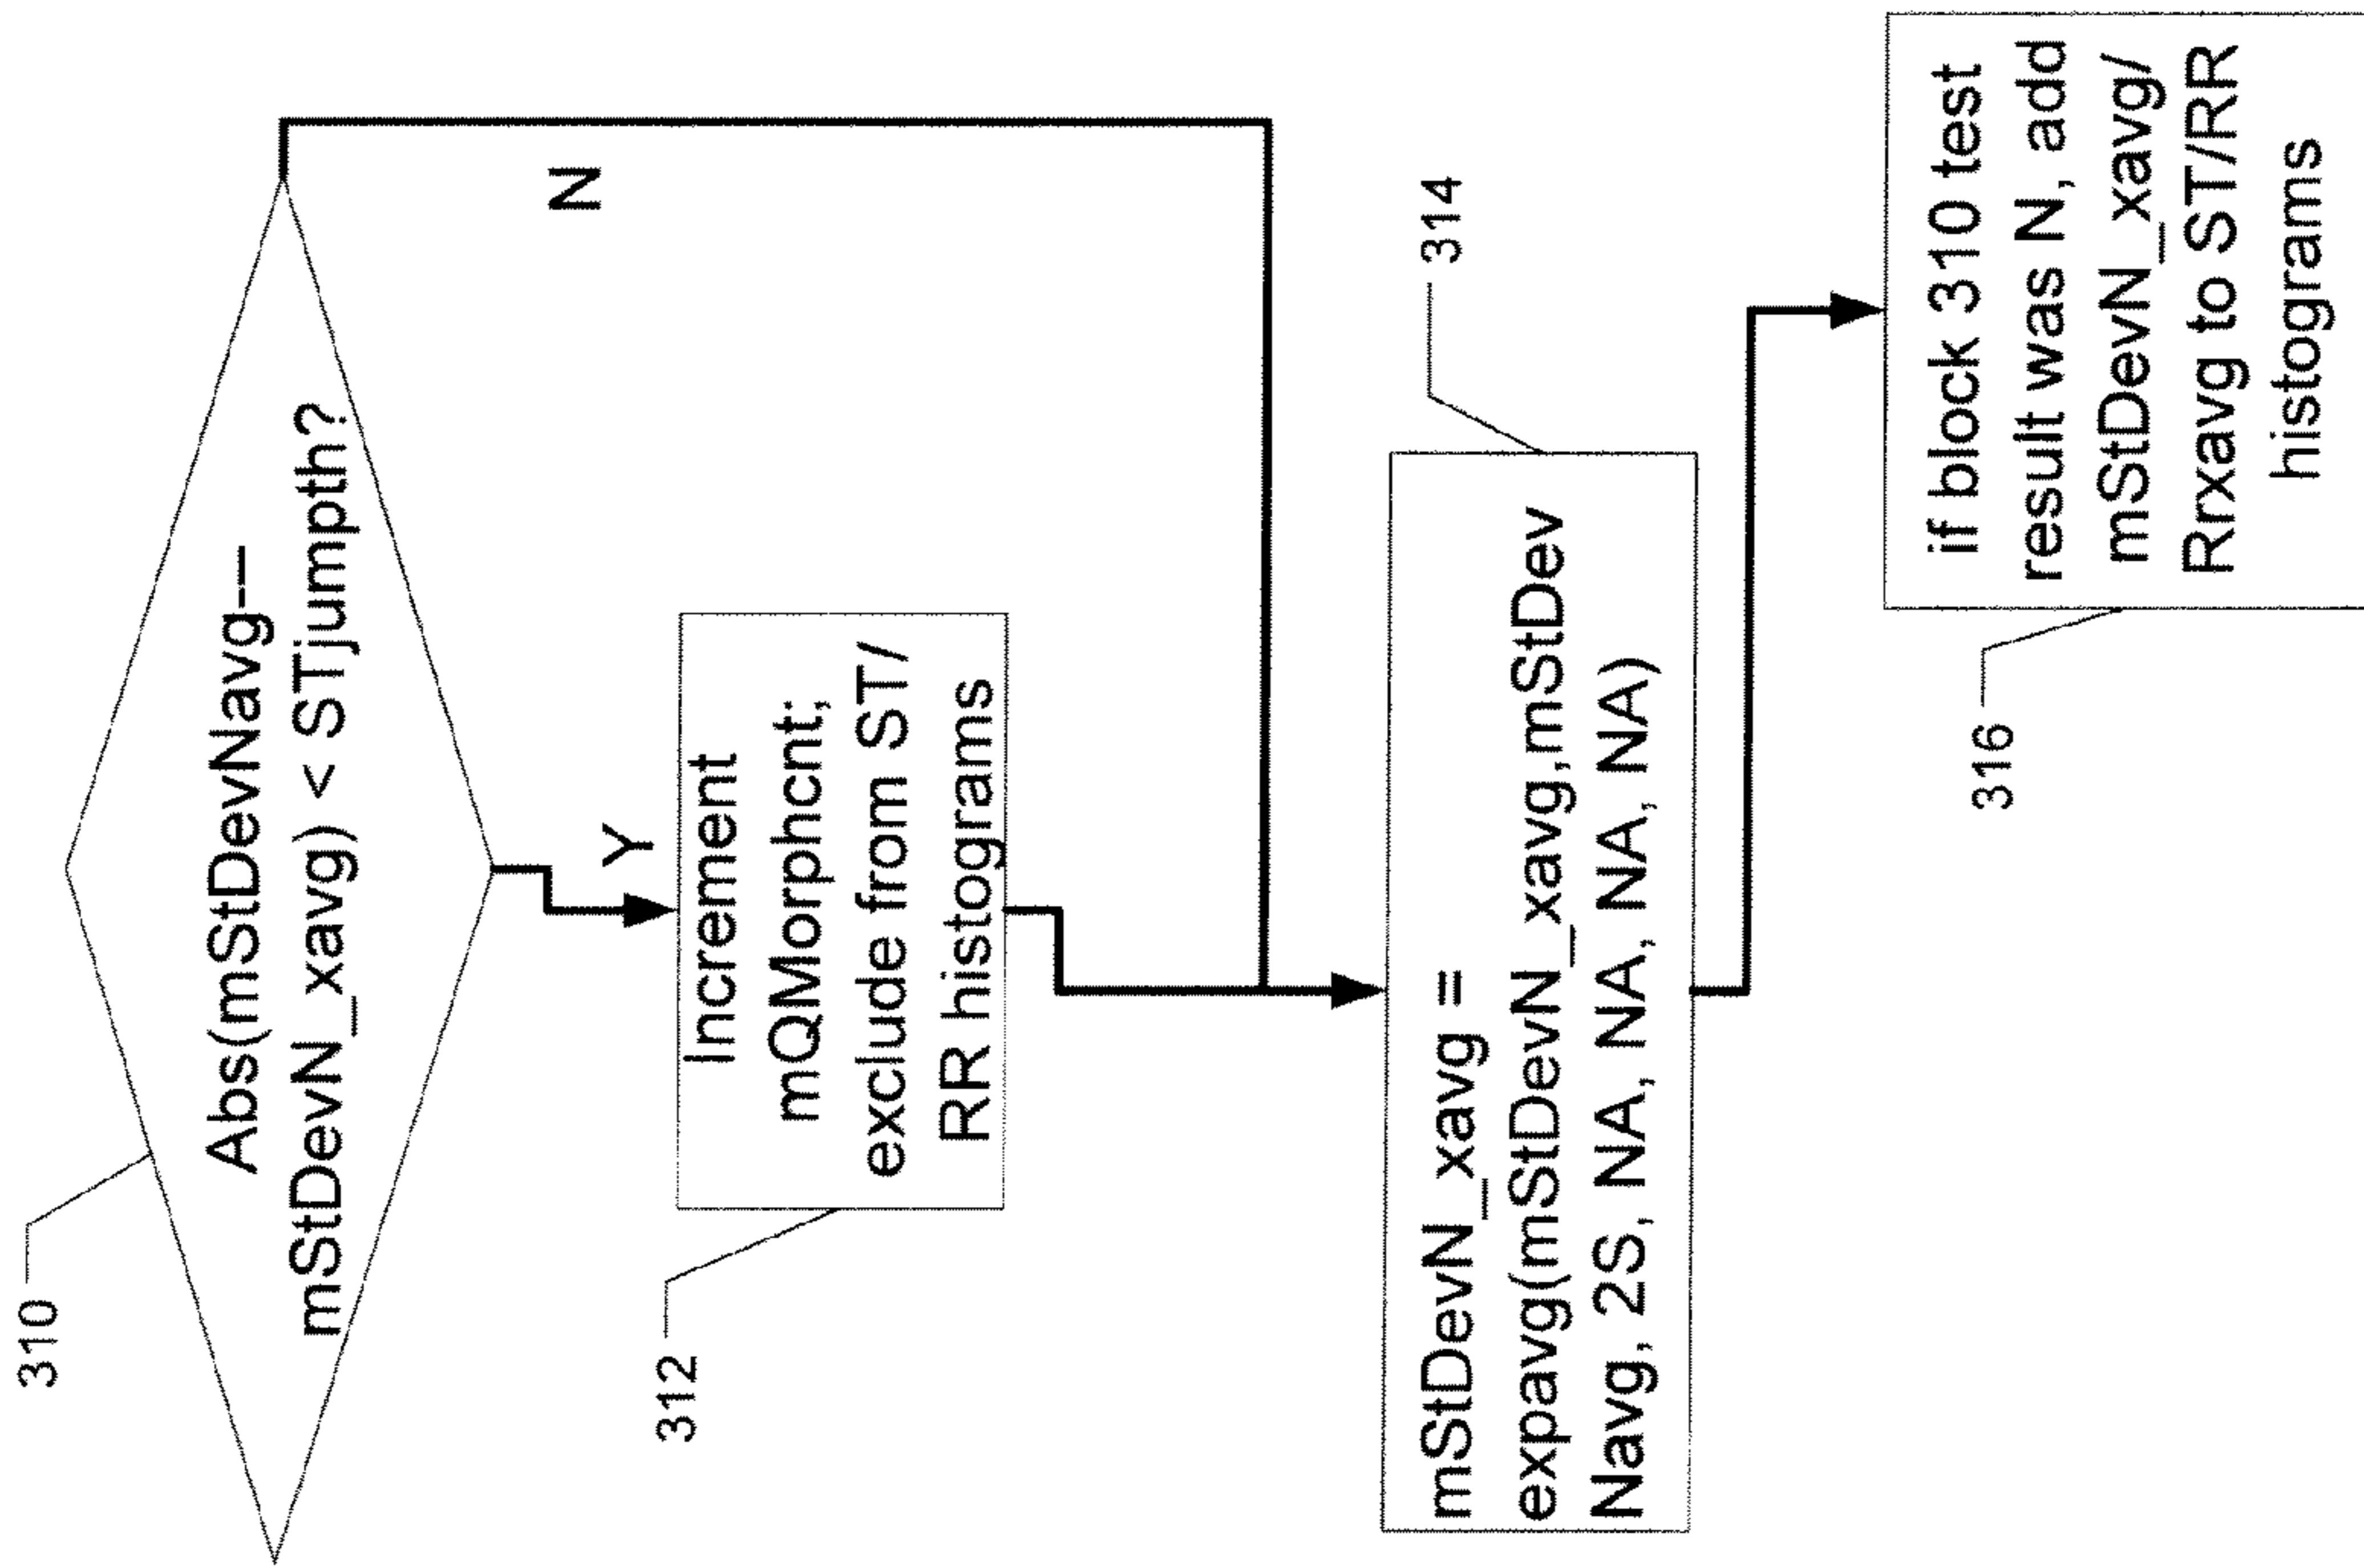 310
Abs(mStDevNavg—
mStDevN_xavg) < STjumpth?
N
Y
312
Increment
mQMorphcnt;
exclude from ST/
RR histograms
314
mStDevN_xavg =
expavg(mStDevN_xavg,mStDev
Navg, 2S, NA, NA, NA, NA)
316
if block 310 test
result was N, add
mStDevN_xavg/
Rrxavg to ST/RR
histograms